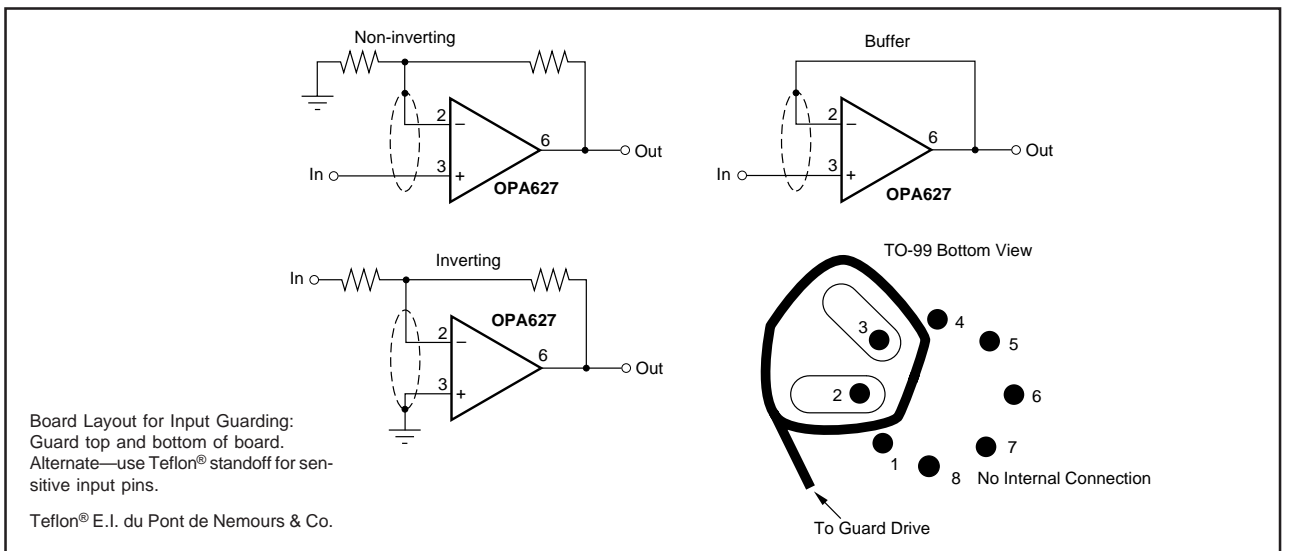 Non-inverting
2
–
6
Out
In
3
+
OPA627
Buffer
2
–
6
Out
In
3
+
OPA627
In
Inverting
OPA627
2
–
6
Out
3
+
TO-99 Bottom View
3
4
5
2
6
7
1
8
No Internal Connection
To Guard Drive
Board Layout for Input Guarding:
Guard top and bottom of board.
Alternate—use Teflon® standoff for sen-
sitive input pins.
Teflon® E.I. du Pont de Nemours & Co.